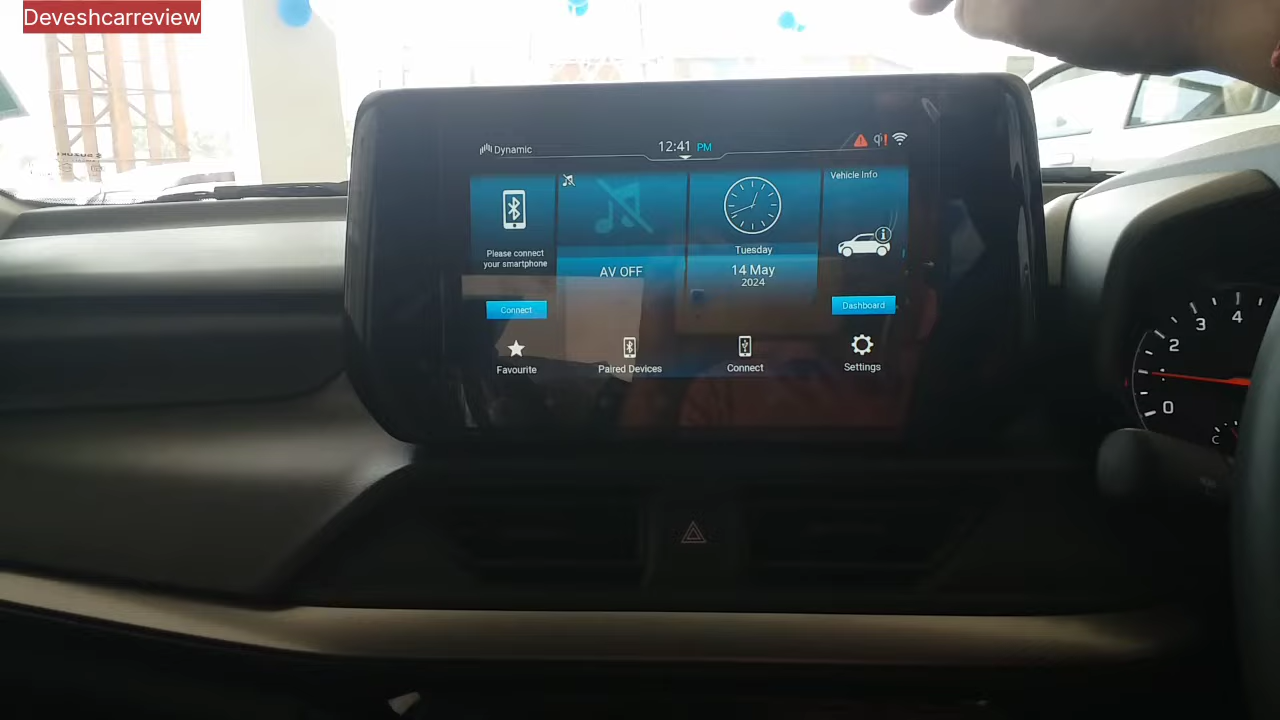 Deveshcarreview
Dynamic
12:41 PM
Vehicle Info
Please connect
your smartphone
AV OFF
Tuesday
14 May
2024
Connect
Dashboard
Favourite
Paired Devices
Connect
Settings
SUZUKI
4
3
2
0
C